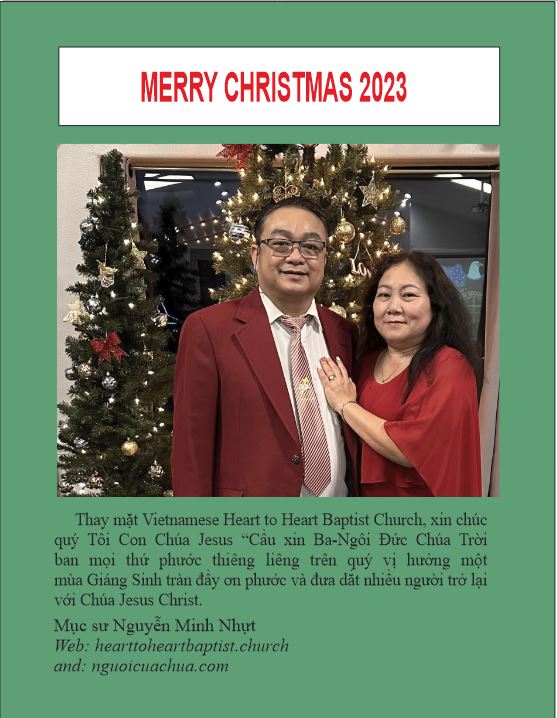 MERRY CHRISTMAS 2023
Thay mặt Vietnamese Heart to Heart Baptist Church, xin chúc
quý Tôi Con Chúa Jesus “Cầu xin Ba-Ngôi Đức Chúa Trời
ban mọi thứ phước thiêng liêng trên quý vị hưởng một
mùa Giáng Sinh tràn đầy ơn phước và đưa dắt nhiều người trở lại
với Chúa Jesus Christ.
Mục sư Nguyễn Minh Nhựt
Web: hearttoheartbaptist.church
and: nguoicuachua.com